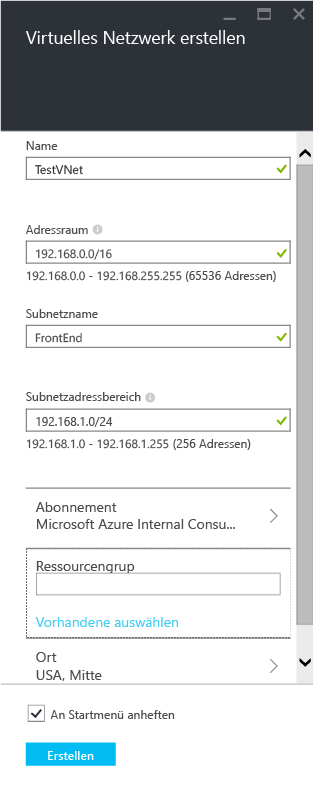 Virtuelles Netzwerk erstellen
Name
TestVNet
Adressraum
192.168.0.0/16
192.168.0.0 - 192.168.255.255 (65536 Adressen)
Subnetzname
FrontEnd
Subnetzadressbereich
192.168.1.0/24
192.168.1.0 - 192.168.1.255 (256 Adressen)
Abonnement
Microsoft Azure Internal Consu...
Ressourcengrup
Vorhandene auswählen
Ort
USA, Mitte
An Startmenü anheften
Erstellen